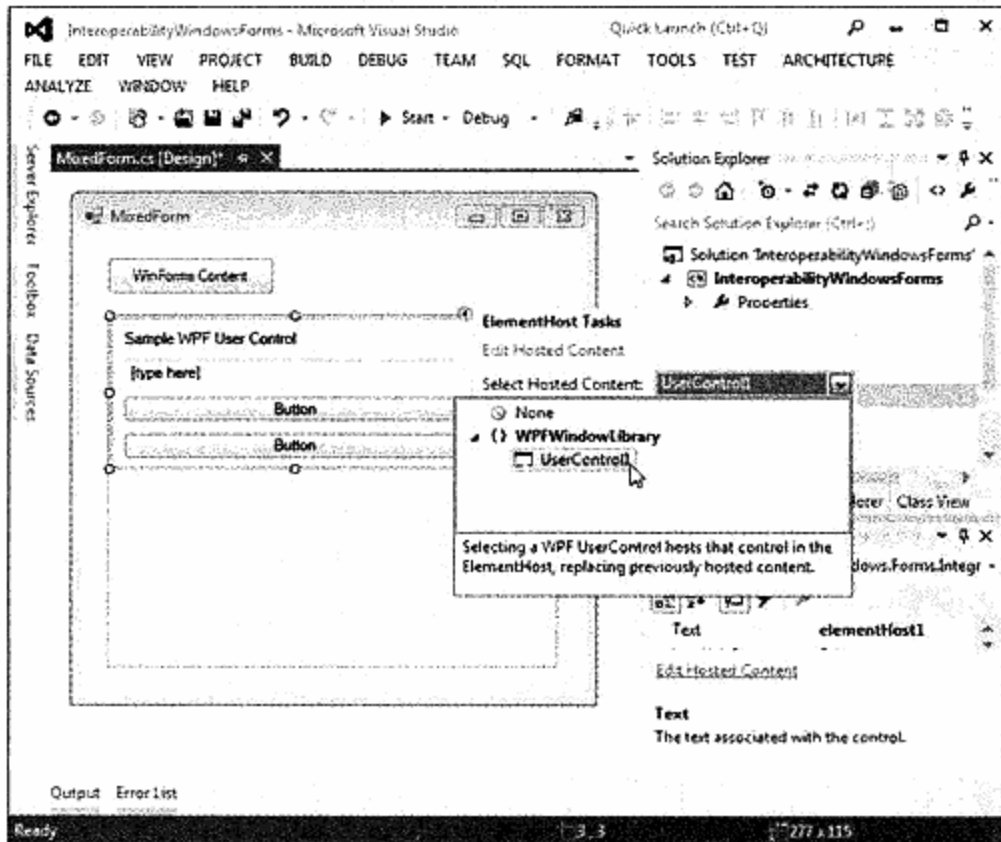 InteroperabilityWindowsForms - Microsoft Visual Studio
Quick Launch (Ctrl+Q)
FILE EDIT VIEW PROJECT BUILD DEBUG TEAM SQL FORMAT TOOLS TEST ARCHITECTURE
ANALYZE WINDOW HELP
Start Debug
Server Explorer
Toolbox
Data Sources
MixedForm.cs [Design]*
MixedForm
WinForms Content
Sample WPF User Control
[type here]
Button
Button
ElementHost Tasks
Edit Hosted Content
Select Hosted Content: UserControl1
None
WPFWindowLibrary
UserControl1
Selecting a WPF UserControl hosts that control in the
ElementHost, replacing previously hosted content.
Solution Explorer
Search Solution Explorer (Ctrl+;)
Solution 'InteroperabilityWindowsForms'
InteroperabilityWindowsForms
Properties
Class View
dows.Forms.Integr
Text elementHost1
Edit Hosted Content
Text
The text associated with the control.
Output Error List
Ready 3, 3 277 x 115